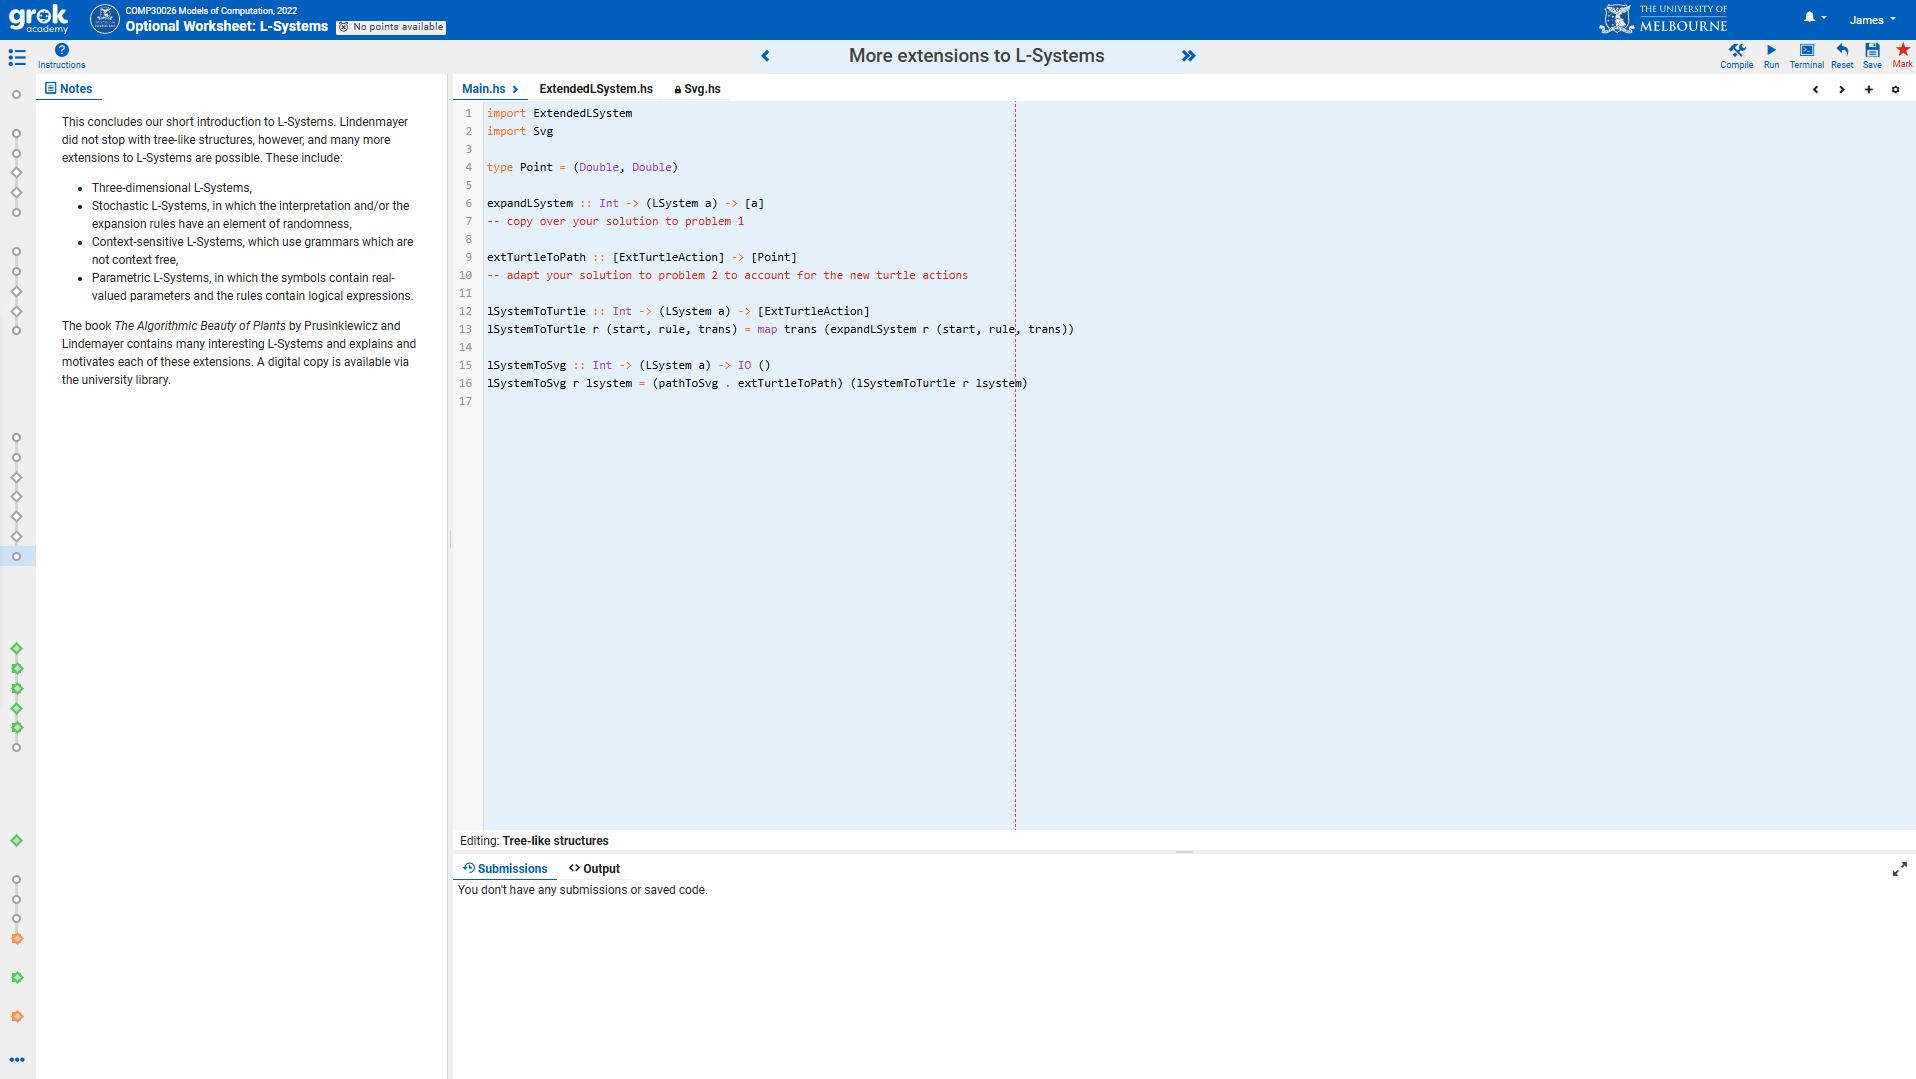 grok
academy
COMP30026 Models of Computation, 2022
Optional Worksheet: L-Systems
No points available
THE UNIVERSITY OF
MELBOURNE
James
Instructions
More extensions to L-Systems
Compile
Run
Terminal
Reset
Save
Mark
Notes
This concludes our short introduction to L-Systems. Lindenmayer
did not stop with tree-like structures, however, and many more
extensions to L-Systems are possible. These include:
Three-dimensional L-Systems,
Stochastic L-Systems, in which the interpretation and/or the
expansion rules have an element of randomness,
Context-sensitive L-Systems, which use grammars which are
not context free,
Parametric L-Systems, in which the symbols contain real-
valued parameters and the rules contain logical expressions.
The book The Algorithmic Beauty of Plants by Prusinkiewicz and
Lindemayer contains many interesting L-Systems and explains and
motivates each of these extensions. A digital copy is available via
the university library.
Main.hs
ExtendedLSystem.hs
Svg.hs
1 import ExtendedLSystem
2 import Svg
3
4 type Point = (Double, Double)
5
6 expandLSystem :: Int -> (LSystem a) -> [a]
7 -- copy over your solution to problem 1
8
9 extTurtleToPath :: [ExtTurtleAction] -> [Point]
10 -- adapt your solution to problem 2 to account for the new turtle actions
11
12 lSystemToTurtle :: Int -> (LSystem a) -> [ExtTurtleAction]
13 lSystemToTurtle r (start, rule, trans) = map trans (expandLSystem r (start, rule, trans))
14
15 lSystemToSvg :: Int -> (LSystem a) -> IO ()
16 lSystemToSvg r lsystem = (pathToSvg . extTurtleToPath) (lSystemToTurtle r lsystem)
17
Editing: Tree-like structures
Submissions
Output
You don't have any submissions or saved code.